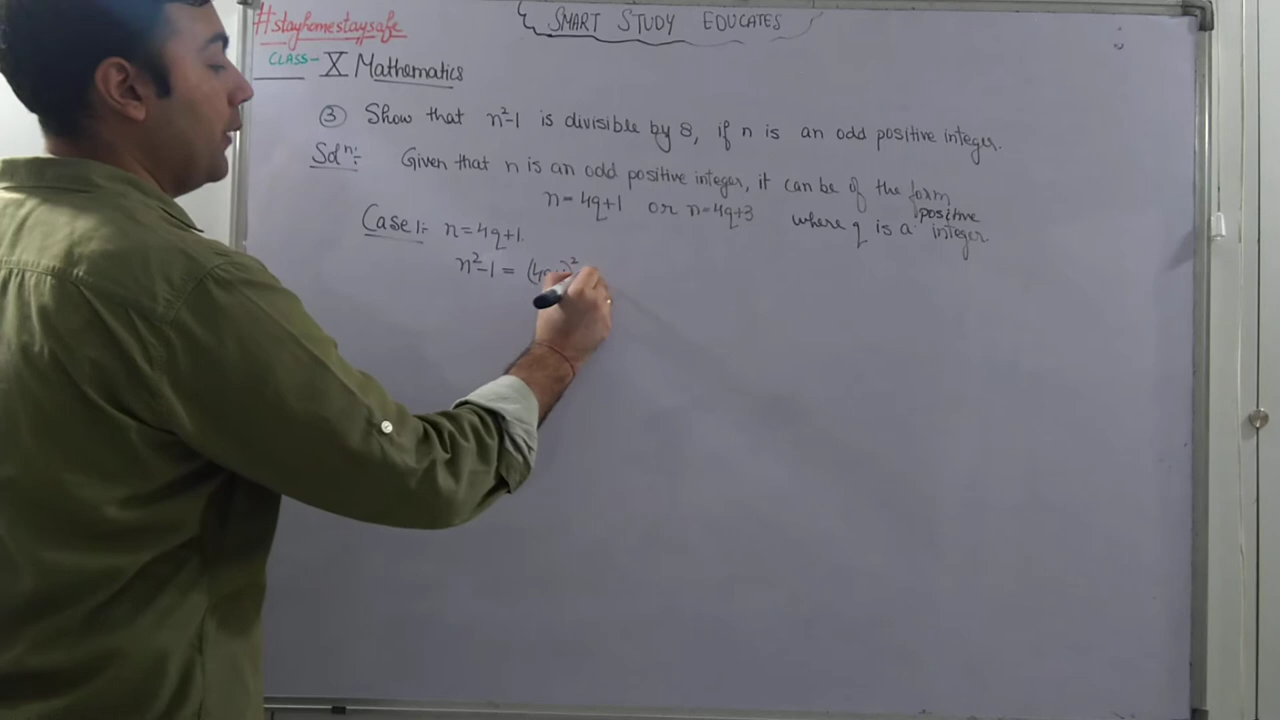 #stayhomestaysafe
SMART STUDY EDUCATES
CLASS- X Mathematics
③ Show that n²-1 is divisible by 8, if n is an odd positive integer.
Solⁿ:- Given that n is an odd positive integer, it can be of the form
n=4q+1 or n=4q+3 where q is a positive integer.
Case 1:- n=4q+1.
n²-1 = (4q